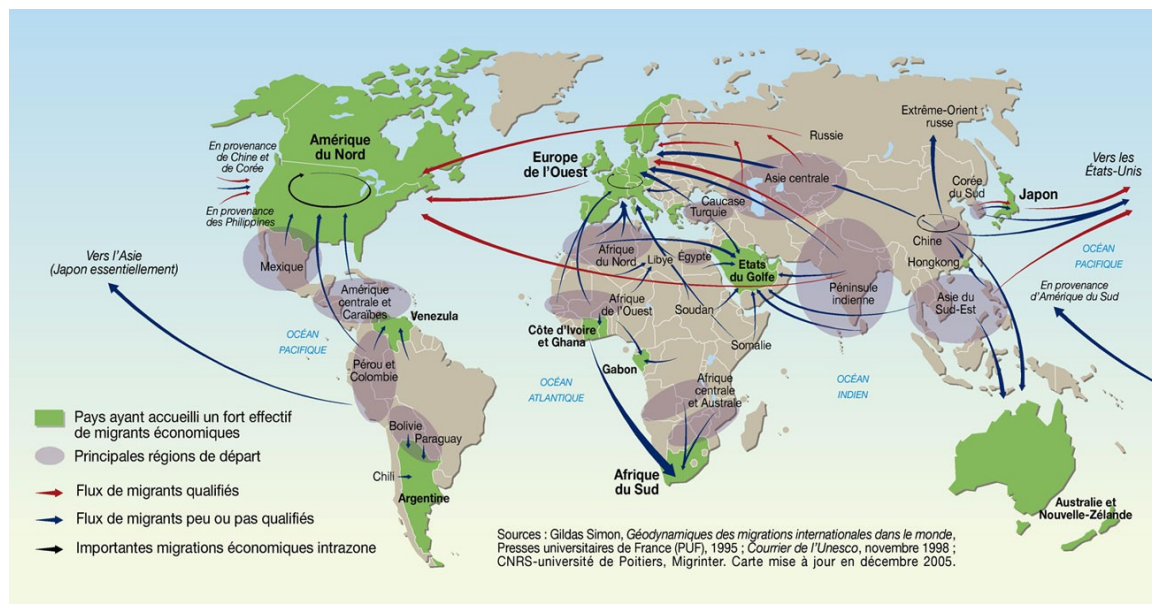 En provenance
de Chine et
de Corée
En provenance
des Philippines
Amérique
du Nord
Europe
de l'Ouest
Russie
Extrême-Orient
russe
Vers les
États-Unis
Asie centrale
Corée
du Sud
Japon
Caucase
Turquie
Chine
Hongkong
OCÉAN
PACIFIQUE
Vers l'Asie
(Japon essentiellement)
Mexique
Amérique
centrale et
Caraïbes
Venezula
Afrique
du Nord
Libye
Egypte
Etats
du Golfe
Péninsule
indienne
Asie du
Sud-Est
En provenance
d'Amérique du Sud
OCÉAN
PACIFIQUE
Afrique
de l'Ouest
Soudan
Côte d'Ivoire
et Ghana
Somalie
Pérou et
Colombie
Gabon
OCÉAN
ATLANTIQUE
Afrique
centrale
et Australe
OCÉAN
INDIEN
Bolivie
Paraguay
Chili
Argentine
Afrique
du Sud
Australie et
Nouvelle-Zélande
Pays ayant accueilli un fort effectif
de migrants économiques
Principales régions de départ
Flux de migrants qualifiés
Flux de migrants peu ou pas qualifiés
Importantes migrations économiques intrazone
Sources : Gildas Simon, Géodynamiques des migrations internationales dans le monde,
Presses universitaires de France (PUF), 1995 ; Courrier de l'Unesco, novembre 1998 ;
CNRS-université de Poitiers, Migrinter. Carte mise à jour en décembre 2005.